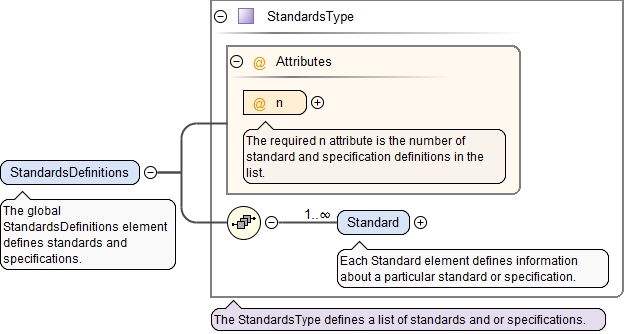 StandardsType
@ Attributes
@ n
The required n attribute is the number of
standard and specification definitions in the
list.
StandardsDefinitions
The global
StandardsDefinitions element
defines standards and
specifications.
1..∞
Standard
Each Standard element defines information
about a particular standard or specification.
The StandardsType defines a list of standards and or specifications.